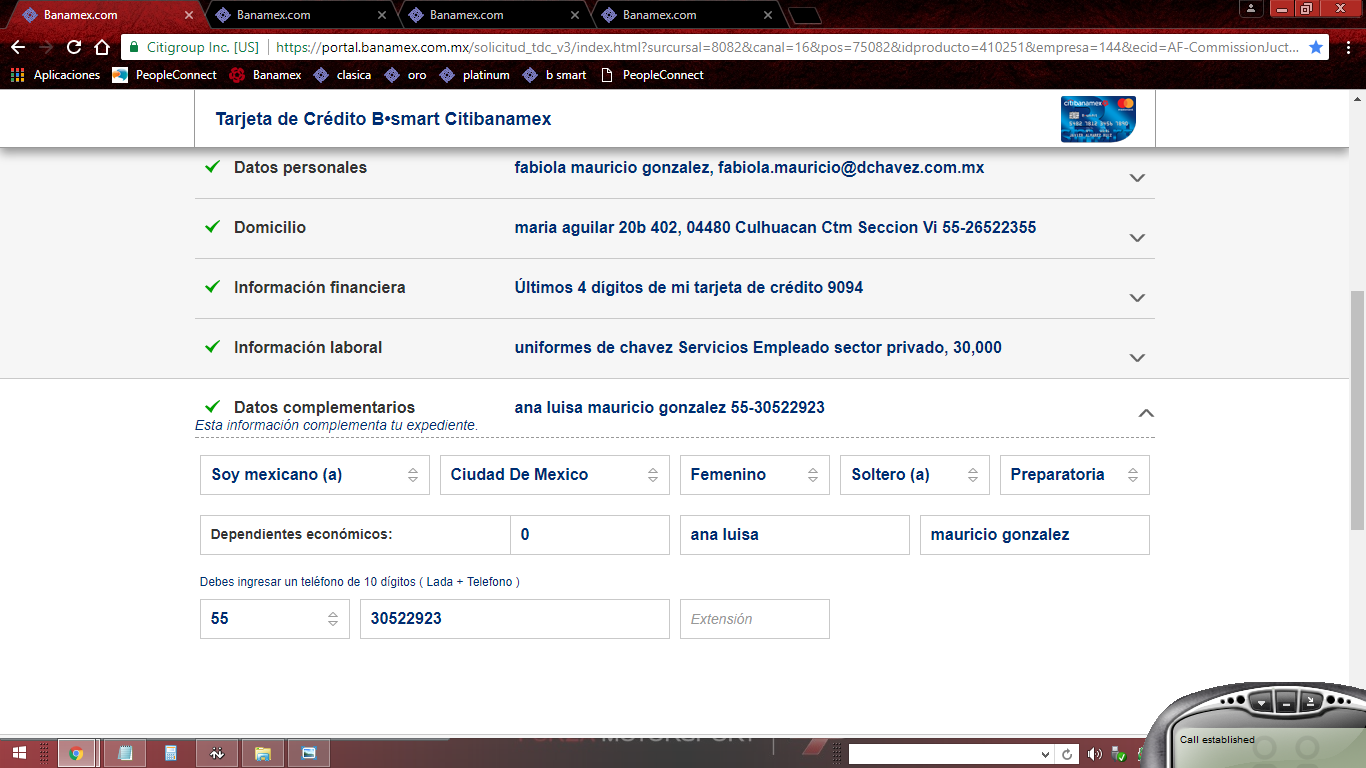 Banamex.com
Banamex.com
Banamex.com
Banamex.com
Citigroup Inc. [US]
https://portal.banamex.com.mx/solicitud_tdc_v3/index.html?sursucal=8082&canal=16&pos=75082&idproducto=410251&empresa=144&ecid=AF-CommissionJuct...
Aplicaciones
PeopleConnect
Banamex
clasica
oro
platinum
b smart
PeopleConnect
Tarjeta de Crédito B•smart Citibanamex
citibanamex
Datos personales
fabiola mauricio gonzalez, fabiola.mauricio@dchavez.com.mx
Domicilio
maria aguilar 20b 402, 04480 Culhuacan Ctm Seccion Vi 55-26522355
Información financiera
Últimos 4 dígitos de mi tarjeta de crédito 9094
Información laboral
uniformes de chavez Servicios Empleado sector privado, 30,000
Datos complementarios
ana luisa mauricio gonzalez 55-30522923
Esta información complementa tu expediente.
Soy mexicano (a)
Ciudad De Mexico
Femenino
Soltero (a)
Preparatoria
Dependientes económicos:
0
ana luisa
mauricio gonzalez
Debes ingresar un teléfono de 10 dígitos ( Lada + Telefono )
55
30522923
Extensión
Call established